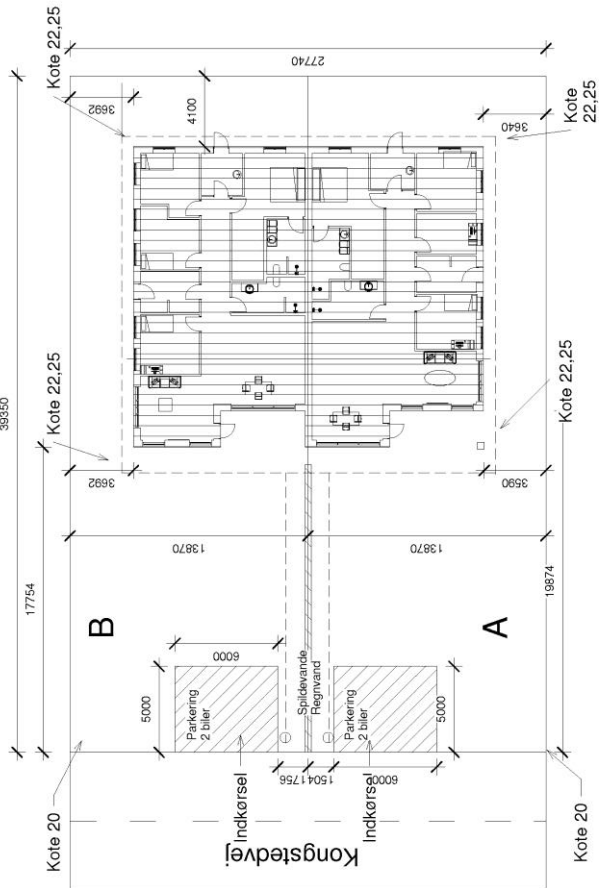 39350
17754
Kote 22,25
27740
3692
4100
Kote 22,25
3640
Kote
22,25
Kote 22,25
3692
3590
13870
13870
19874
B
A
6000
5000
Parkering
2 biler
Spildevande
Regnvand
Parkering
2 biler
5000
6000
1504 1756
Indkørsel
Indkørsel
Kote 20
Kote 20
Kongstedvej